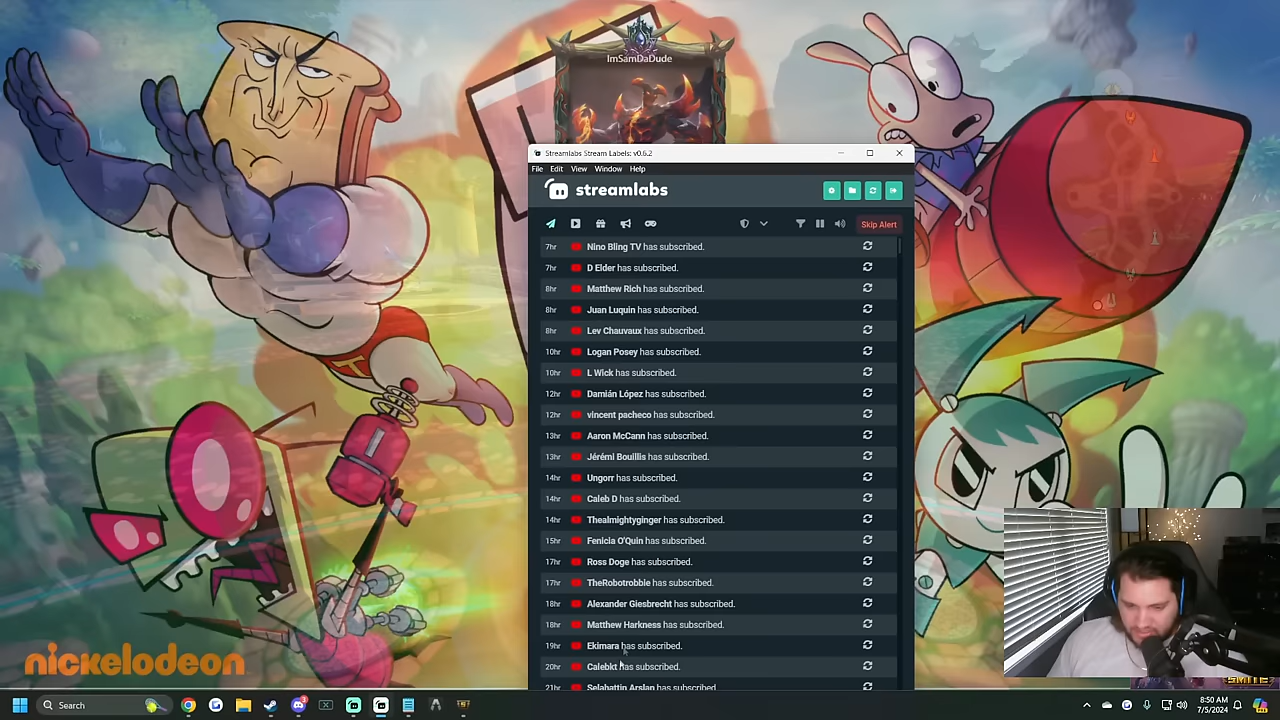 ImSamDaDude
Streamlabs Stream Labels: v0.6.2
File Edit View Window Help
streamlabs
Skip Alert
7hr Nino Bling TV has subscribed.
7hr D Elder has subscribed.
8hr Matthew Rich has subscribed.
8hr Juan Luquin has subscribed.
8hr Lev Chauvaux has subscribed.
10hr Logan Posey has subscribed.
10hr L Wick has subscribed.
12hr Damián López has subscribed.
12hr vincent pacheco has subscribed.
13hr Aaron McCann has subscribed.
13hr Jérémi Bouillis has subscribed.
14hr Ungorr has subscribed.
14hr Caleb D has subscribed.
14hr Thealmightyginger has subscribed.
15hr Fenicia O'Quin has subscribed.
17hr Ross Doge has subscribed.
17hr TheRobotrobbie has subscribed.
18hr Alexander Giesbrecht has subscribed.
18hr Matthew Harkness has subscribed.
19hr Ekimara has subscribed.
20hr Calebkt has subscribed.
21hr Selahattin Arslan has subscribed.
nickelodeon
SMITE
Search
8:50 AM
7/5/2024